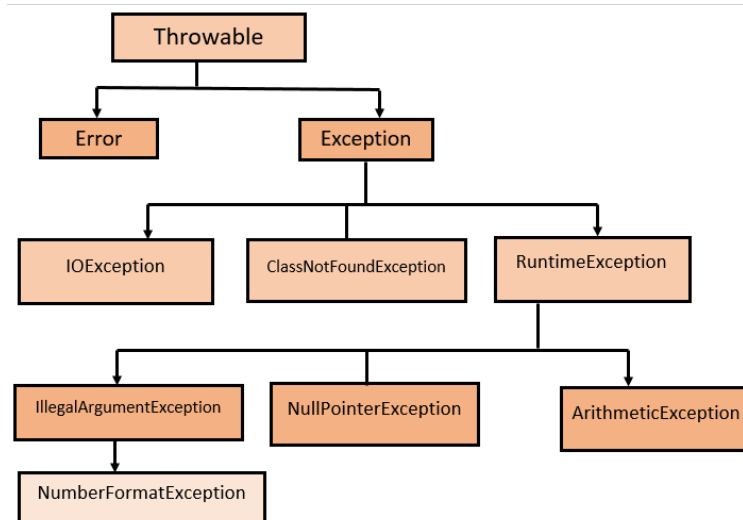 Throwable
Error
Exception
IOException
ClassNotFoundException
RuntimeException
IllegalArgumentException
NullPointerException
ArithmeticException
NumberFormatException